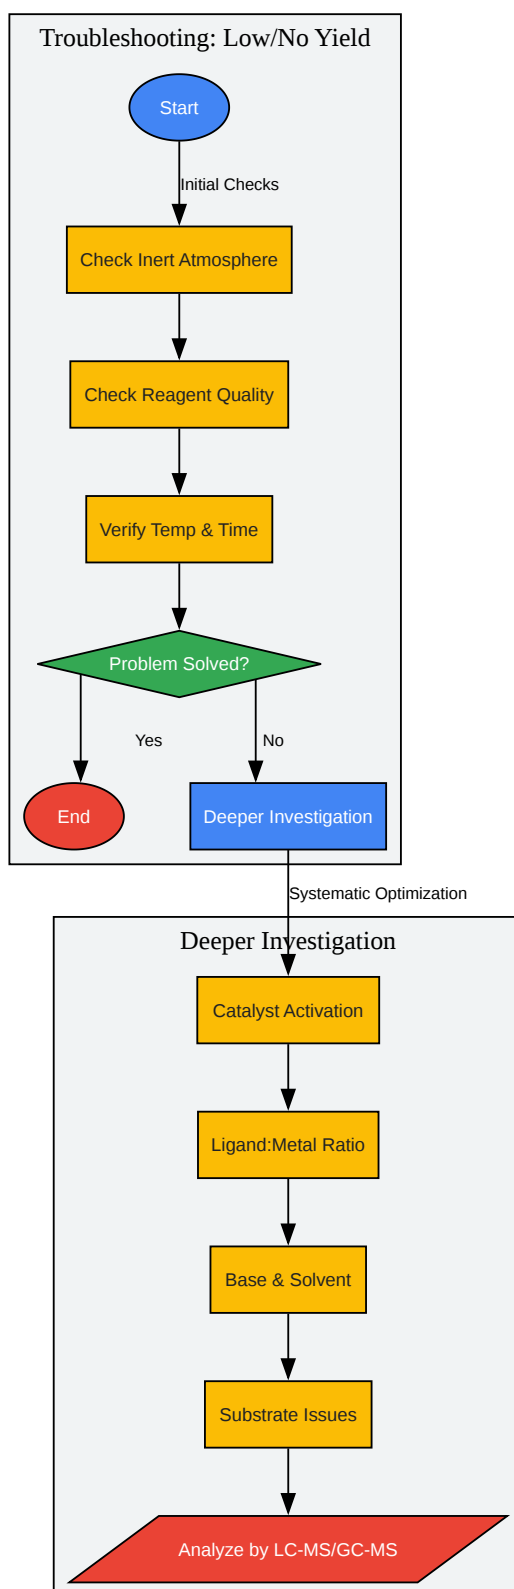 Troubleshooting: Low/No Yield
Start
Initial Checks
Check Inert Atmosphere
Check Reagent Quality
Verify Temp & Time
Problem Solved?
Yes
No
End
Deeper Investigation
Systematic Optimization
Deeper Investigation
Catalyst Activation
Ligand:Metal Ratio
Base & Solvent
Substrate Issues
Analyze by LC-MS/GC-MS